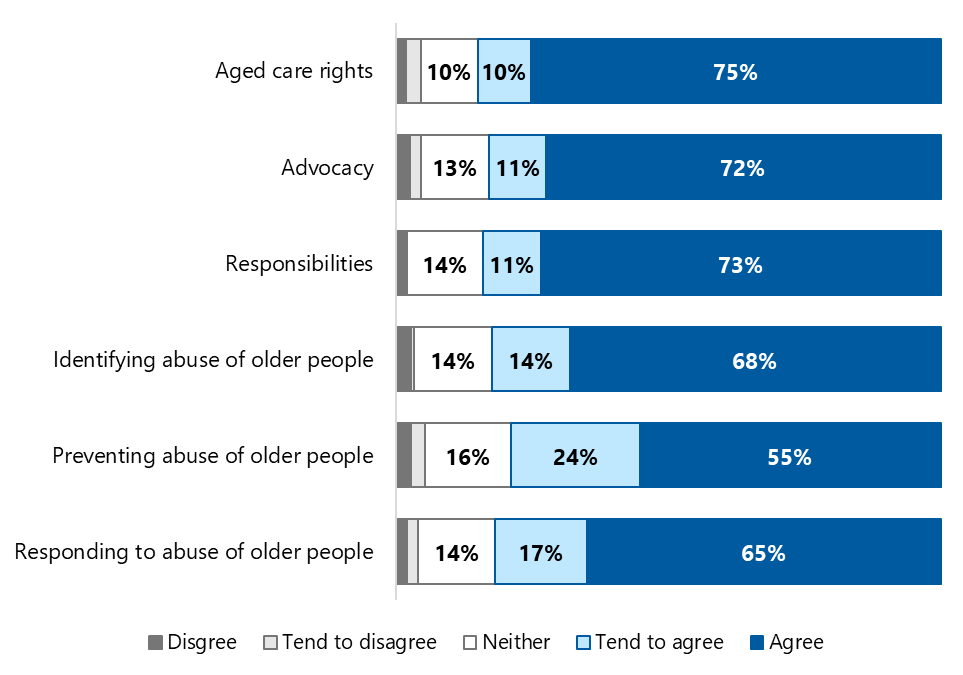 Aged care rights 10% 10% 75%
Advocacy 13% 11% 72%
Responsibilities 14% 11% 73%
Identifying abuse of older people 14% 14% 68%
Preventing abuse of older people 16% 24% 55%
Responding to abuse of older people 14% 17% 65%
Disgree Tend to disagree Neither Tend to agree Agree